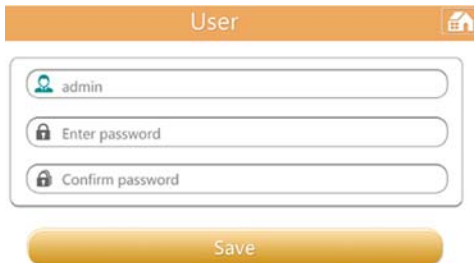 User
admin
Enter password
Confirm password
Save